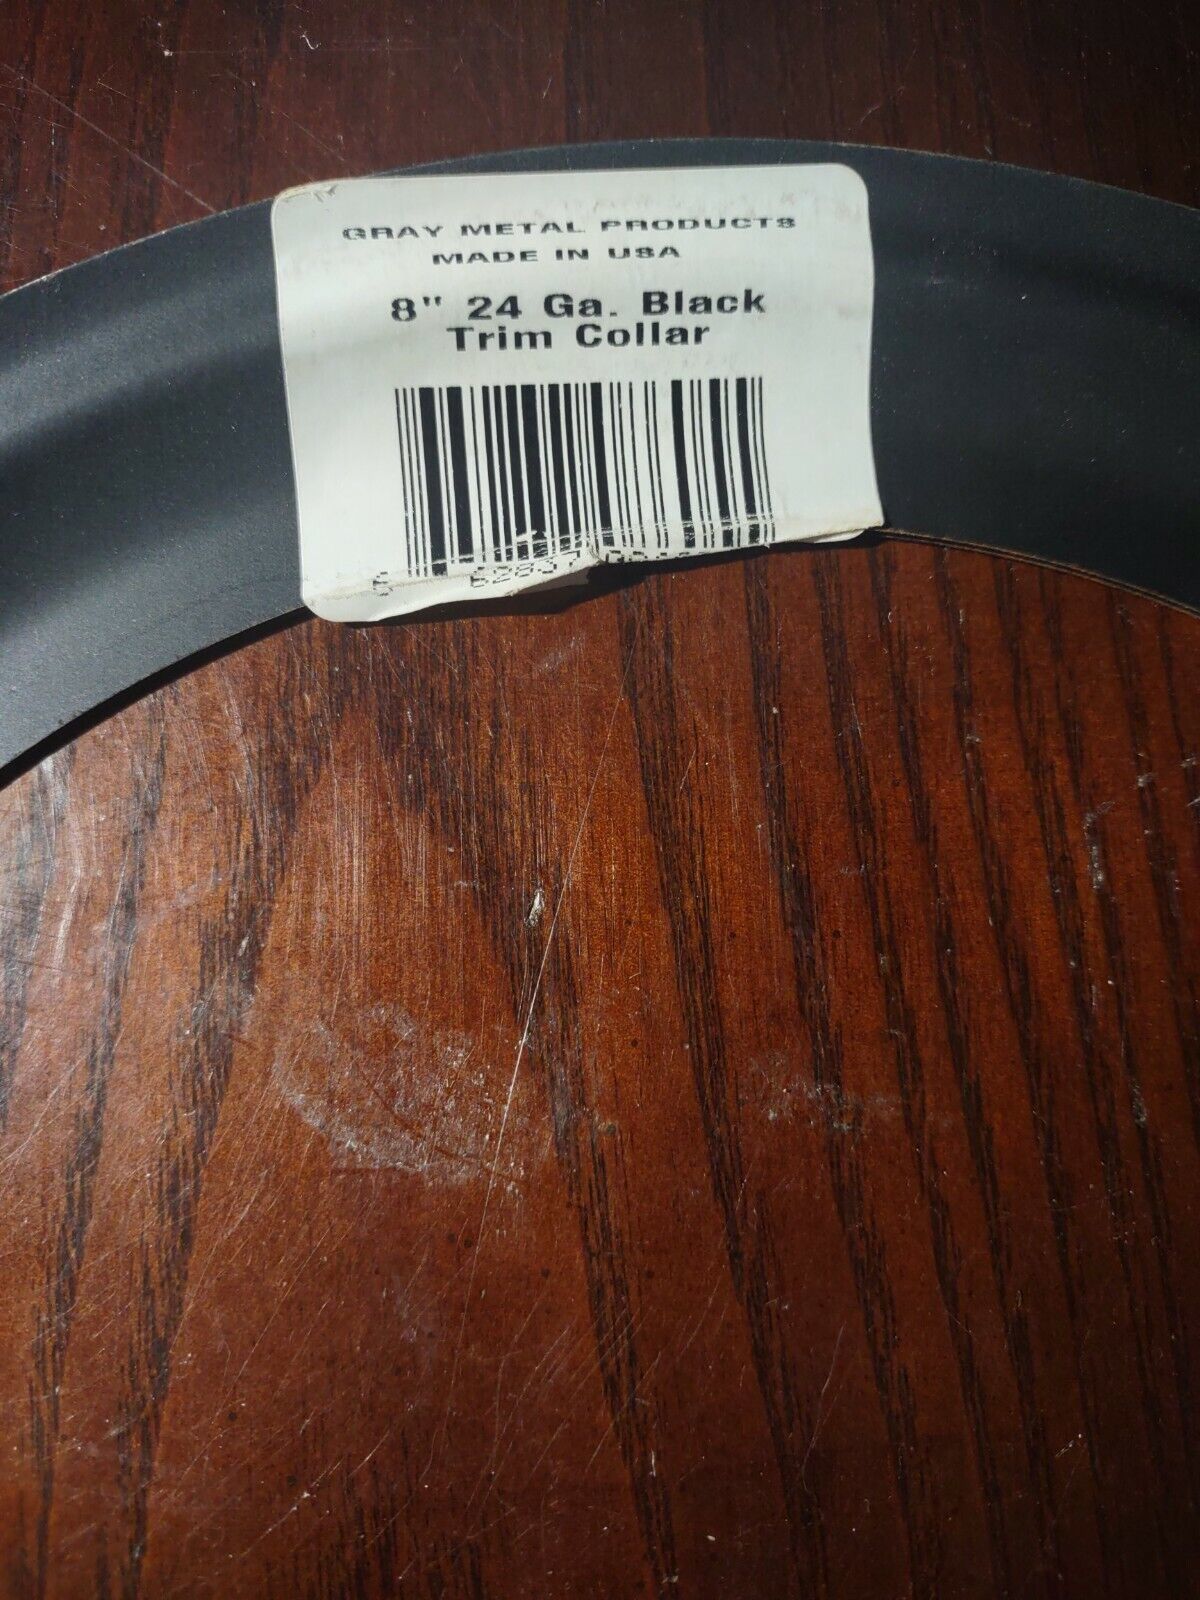 GRAY METAL PRODUCTS
MADE IN USA
8" 24 Ga. Black
Trim Collar